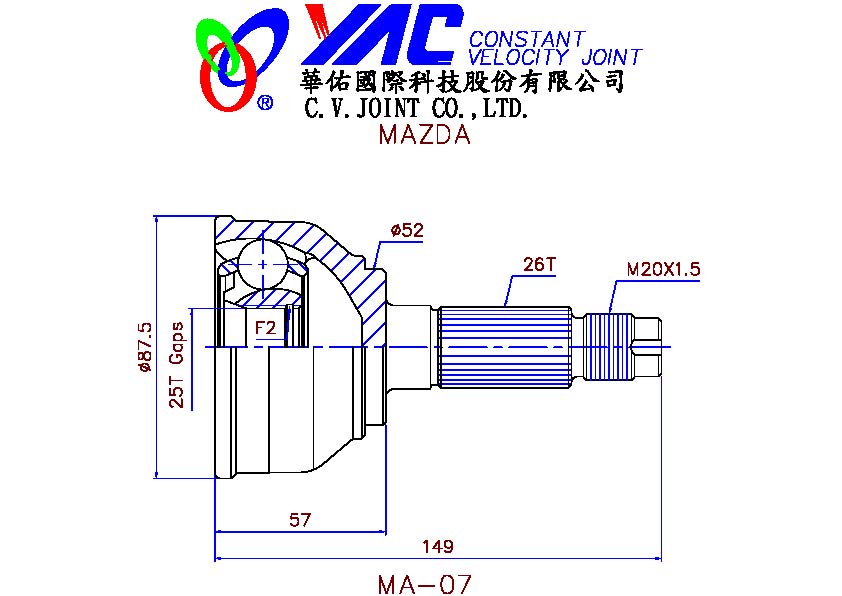 YAC CONSTANT
VELOCITY JOINT
®
華佑國際科技股份有限公司
C.V.JOINT CO.,LTD.
MAZDA
ø52
26T
M20X1.5
F2
ø87.5
25T Gaps
57
149
MA-07